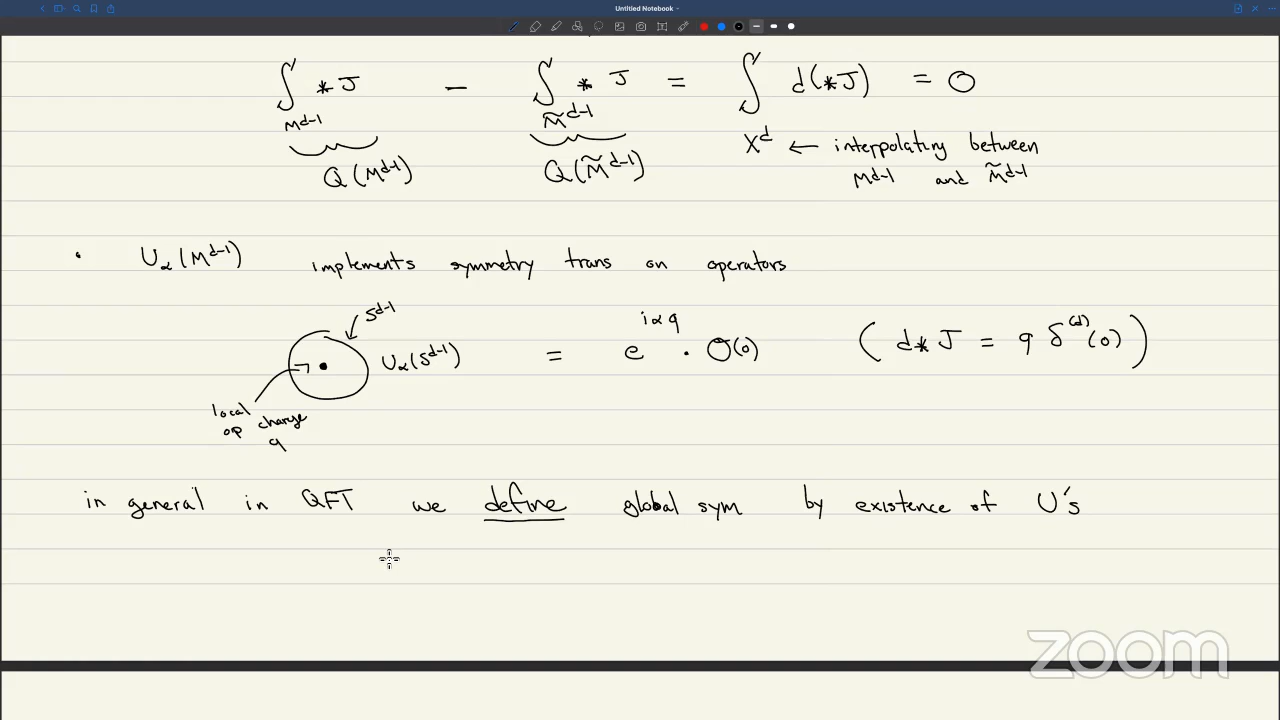 Untitled Notebook
∫_{M^{d-1}} *J − ∫_{M̃^{d-1}} *J = ∫_{X^d} d(*J) = 0
Q(M^{d-1}) Q(M̃^{d-1}) X^d ← interpolating between
M^{d-1} and M̃^{d-1}
• U_α(M^{d-1}) implements symmetry trans on operators
S^{d-1}
U_α(S^{d-1}) = e^{iαq} · O(0) ( d*J = q δ^{(d)}(0) )
local op charge q
in general in QFT we define global sym by existence of U's
zoom